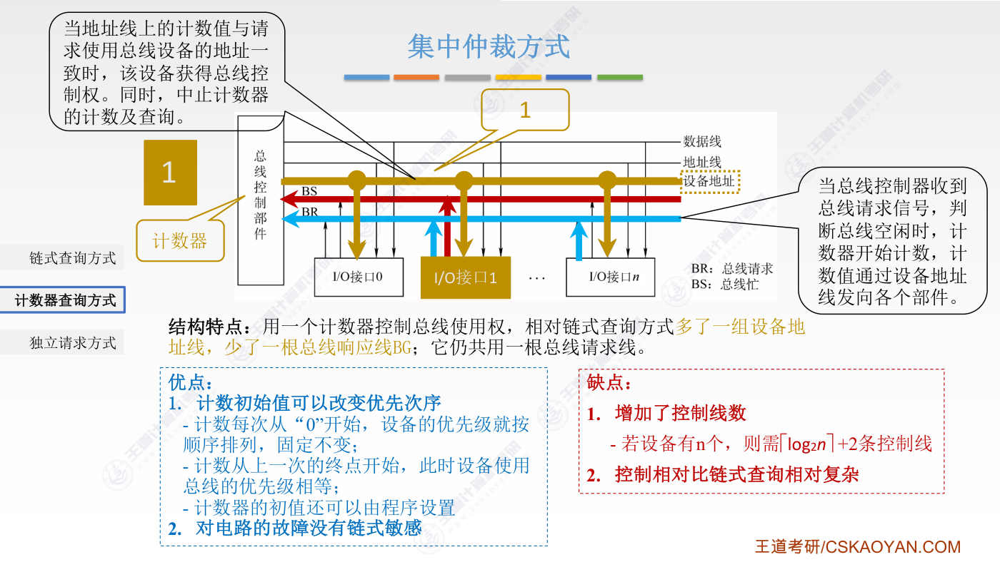 集中仲裁方式
当地址线上的计数值与请
求使用总线设备的地址一
致时，该设备获得总线控
制权。同时，中止计数器
的计数及查询。
1
1
计数器
总
线
控
制
部
件
数据线
地址线
设备地址
BS
BR
I/O接口0
I/O接口1
···
I/O接口n
BR：总线请求
BS：总线忙
当总线控制器收到
总线请求信号，判
断总线空闲时，计
数器开始计数，计
数值通过设备地址
线发向各个部件。
链式查询方式
计数器查询方式
独立请求方式
结构特点：用一个计数器控制总线使用权，相对链式查询方式多了一组设备地
址线，少了一根总线响应线BG；它仍共用一根总线请求线。
优点：
1. 计数初始值可以改变优先次序
- 计数每次从“0”开始，设备的优先级就按
顺序排列，固定不变；
- 计数从上一次的终点开始，此时设备使用
总线的优先级相等；
- 计数器的初值还可以由程序设置
2. 对电路的故障没有链式敏感
缺点：
1. 增加了控制线数
- 若设备有n个，则需⌈log₂n⌉+2条控制线
2. 控制相对比链式查询相对复杂
王道考研/CSKAOYAN.COM